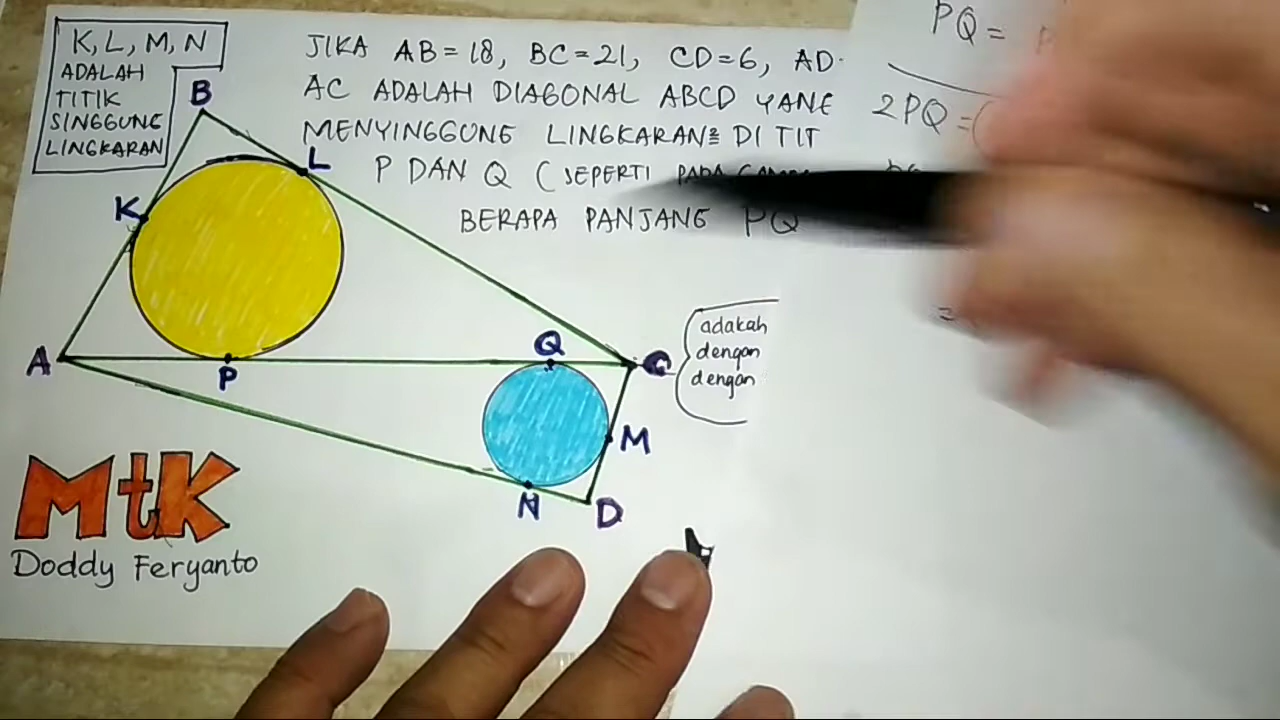 K, L, M, N
ADALAH
TITIK
SINGGUNG
LINGKARAN
JIKA AB = 18, BC = 21, CD = 6, AD
AC ADALAH DIAGONAL ABCD YANG
MENYINGGUNG LINGKARAN2 DI TIT
P DAN Q (SEPERTI PADA
BERAPA PANJANG PQ
PQ =
2PQ = (
B
L
K
A
P
Q
C
M
N
D
adakah
dengan
dengan
MtK
Doddy Feryanto